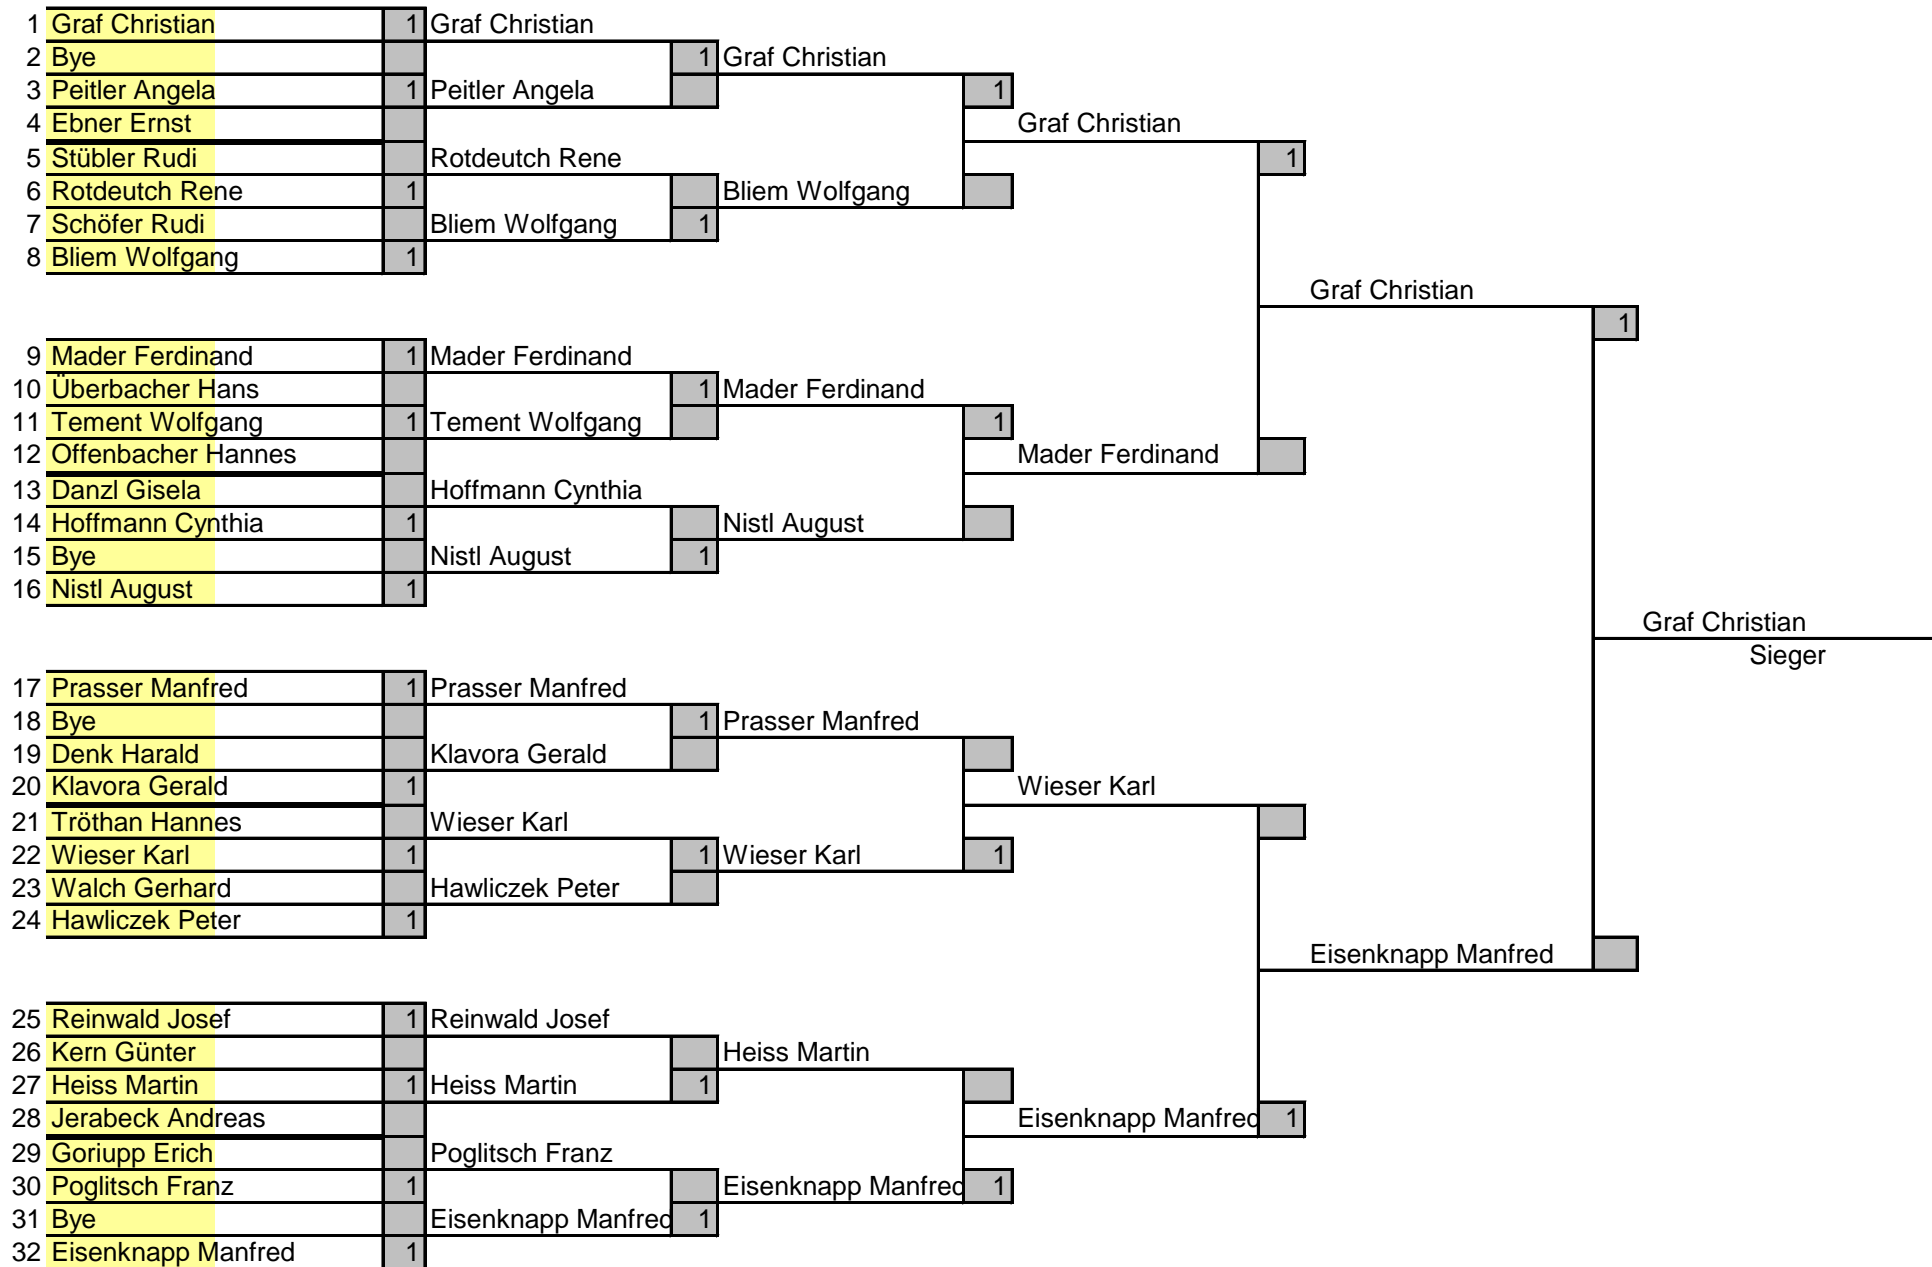 1 Graf Christian 1 Graf Christian
2 Bye 1 Graf Christian
3 Peitler Angela 1 Peitler Angela 1
4 Ebner Ernst Graf Christian
5 Stübler Rudi Rotdeutch Rene 1
6 Rotdeutch Rene 1 Bliem Wolfgang
7 Schöfer Rudi Bliem Wolfgang 1
8 Bliem Wolfgang 1
Graf Christian
1
9 Mader Ferdinand 1 Mader Ferdinand
10 Überbacher Hans 1 Mader Ferdinand
11 Tement Wolfgang 1 Tement Wolfgang 1
12 Offenbacher Hannes Mader Ferdinand
13 Danzl Gisela Hoffmann Cynthia
14 Hoffmann Cynthia 1 Nistl August
15 Bye Nistl August 1
16 Nistl August 1
Graf Christian
Sieger
17 Prasser Manfred 1 Prasser Manfred
18 Bye 1 Prasser Manfred
19 Denk Harald Klavora Gerald
20 Klavora Gerald 1 Wieser Karl
21 Tröthan Hannes Wieser Karl
22 Wieser Karl 1 1 Wieser Karl 1
23 Walch Gerhard Hawliczek Peter
24 Hawliczek Peter 1
Eisenknapp Manfred
25 Reinwald Josef 1 Reinwald Josef
26 Kern Günter Heiss Martin
27 Heiss Martin 1 Heiss Martin 1
28 Jerabeck Andreas Eisenknapp Manfred 1
29 Goriupp Erich Poglitsch Franz
30 Poglitsch Franz 1 Eisenknapp Manfred 1
31 Bye Eisenknapp Manfred 1
32 Eisenknapp Manfred 1